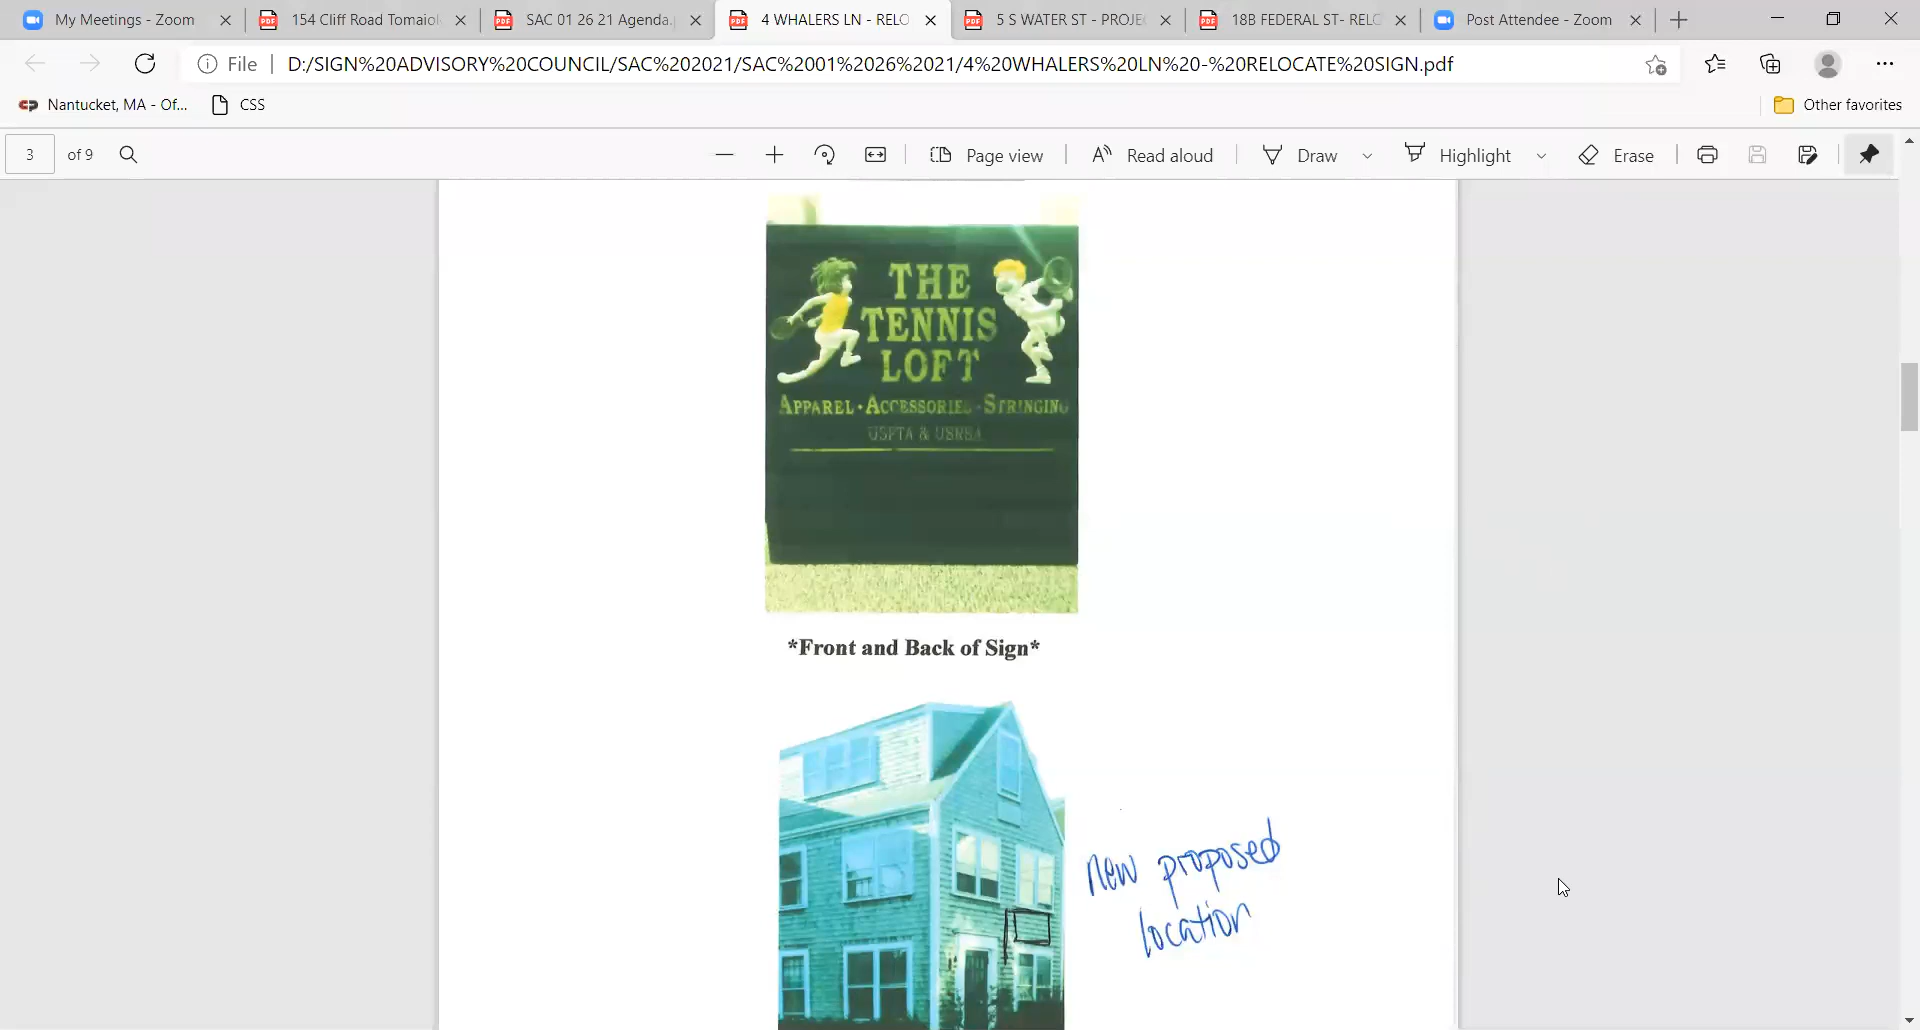 My Meetings - Zoom
154 Cliff Road Tomaiol
SAC 01 26 21 Agenda.p
4 WHALERS LN - RELO
5 S WATER ST - PROJE
18B FEDERAL ST- RELO
Post Attendee - Zoom
File
D:/SIGN%20ADVISORY%20COUNCIL/SAC%202021/SAC%2001%2026%2021/4%20WHALERS%20LN%20-%20RELOCATE%20SIGN.pdf
Nantucket, MA - Of...
CSS
Other favorites
3 of 9
Page view
Read aloud
Draw
Highlight
Erase
THE
TENNIS
LOFT
APPAREL · ACCESSORIES · STRINGING
USPTA & USRSA
*Front and Back of Sign*
new proposed
location